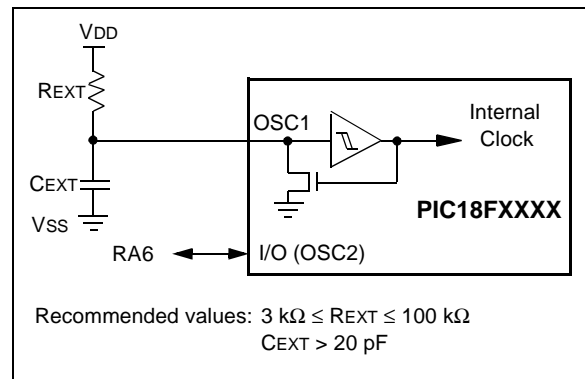 VDD
REXT
OSC1
Internal
Clock
CEXT
PIC18FXXXX
VSS
RA6
I/O (OSC2)
Recommended values: 3 kΩ ≤ REXT ≤ 100 kΩ
CEXT > 20 pF